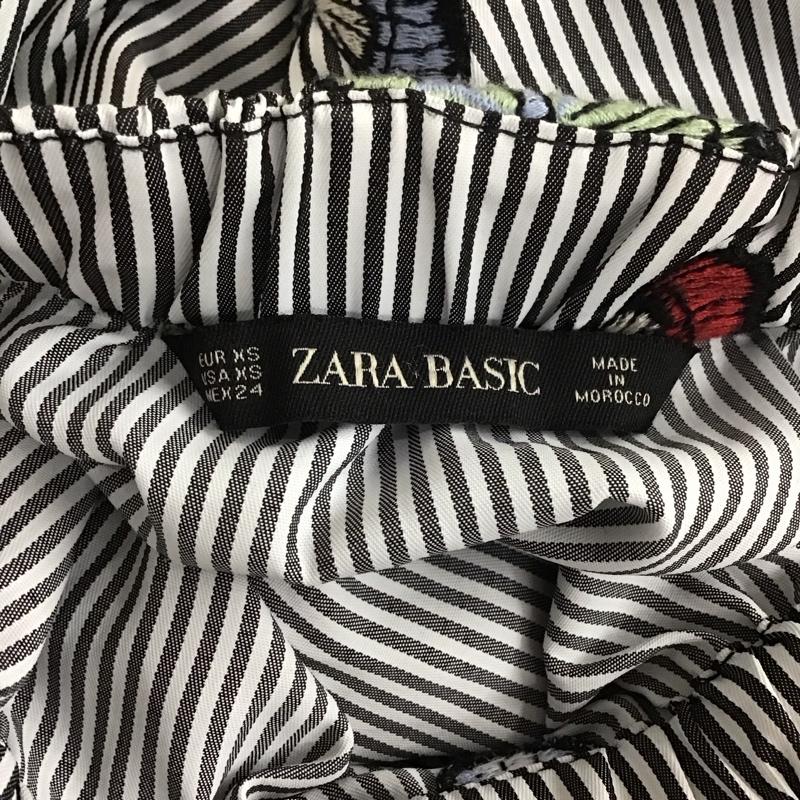 EUR XS
USA XS
MEX 24
ZARA BASIC
MADE
IN
MOROCCO